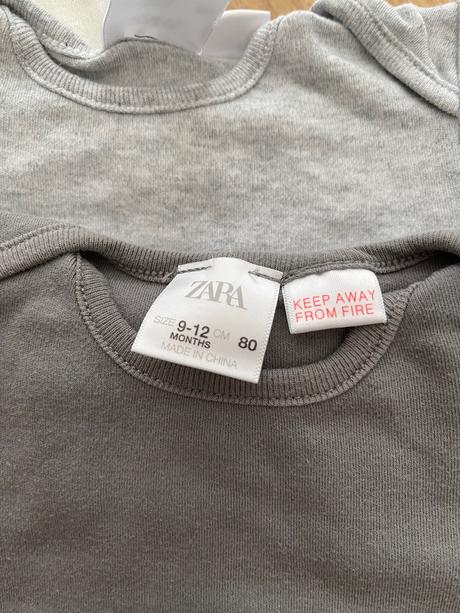 ZARA
SIZE 9-12 CM 80
MONTHS
MADE IN CHINA
KEEP AWAY
FROM FIRE